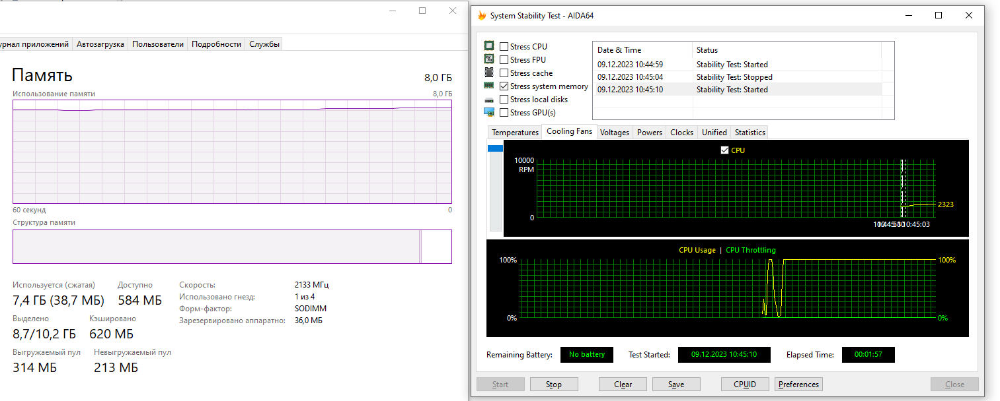 урнал приложений Автозагрузка Пользователи Подробности Службы
Память
8,0 ГБ
Использование памяти 8,0 ГБ
60 секунд 0
Структура памяти
Используется (сжатая) Доступно
7,4 ГБ (38,7 МБ) 584 МБ
Выделено Кэшировано
8,7/10,2 ГБ 620 МБ
Выгружаемый пул Невыгружаемый пул
314 МБ 213 МБ
Скорость: 2133 МГц
Использовано гнезд: 1 из 4
Форм-фактор: SODIMM
Зарезервировано аппаратно: 36,0 МБ
System Stability Test - AIDA64
Stress CPU
Stress FPU
Stress cache
Stress system memory
Stress local disks
Stress GPU(s)
Date & Time Status
09.12.2023 10:44:59 Stability Test: Started
09.12.2023 10:45:04 Stability Test: Stopped
09.12.2023 10:45:10 Stability Test: Started
Temperatures Cooling Fans Voltages Powers Clocks Unified Statistics
CPU
10000
RPM
2323
0
10:45:03
CPU Usage | CPU Throttling
100% 100%
0% 0%
Remaining Battery: No battery Test Started: 09.12.2023 10:45:10 Elapsed Time: 00:01:57
Start Stop Clear Save CPUID Preferences Close